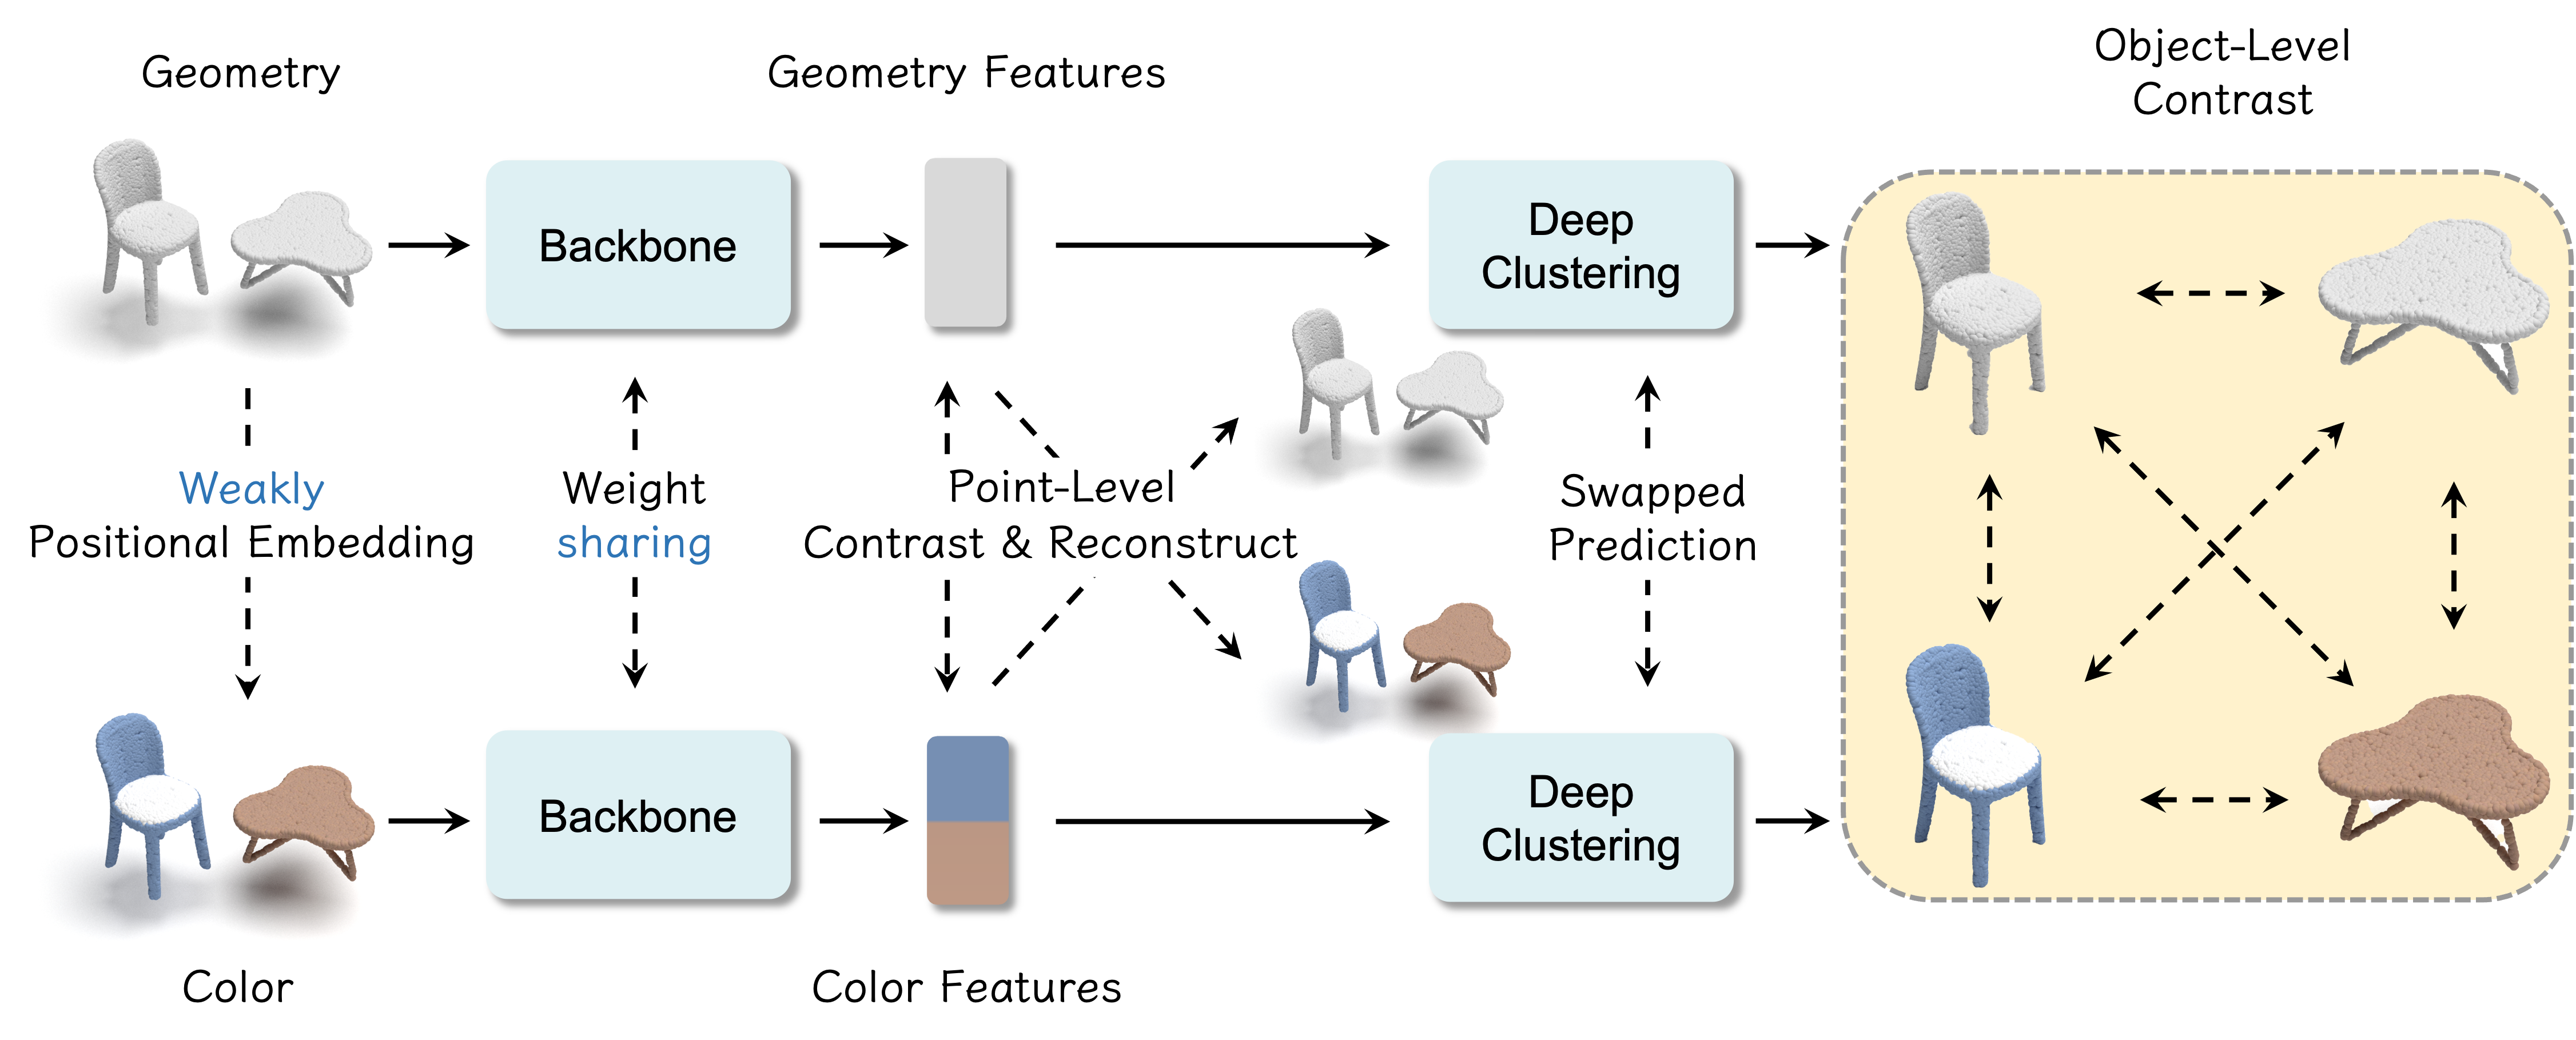 Geometry
Geometry Features
Object-Level
Contrast
Backbone
Deep
Clustering
Weakly
Positional Embedding
Weight
sharing
Point-Level
Contrast & Reconstruct
Swapped
Prediction
Backbone
Deep
Clustering
Color
Color Features